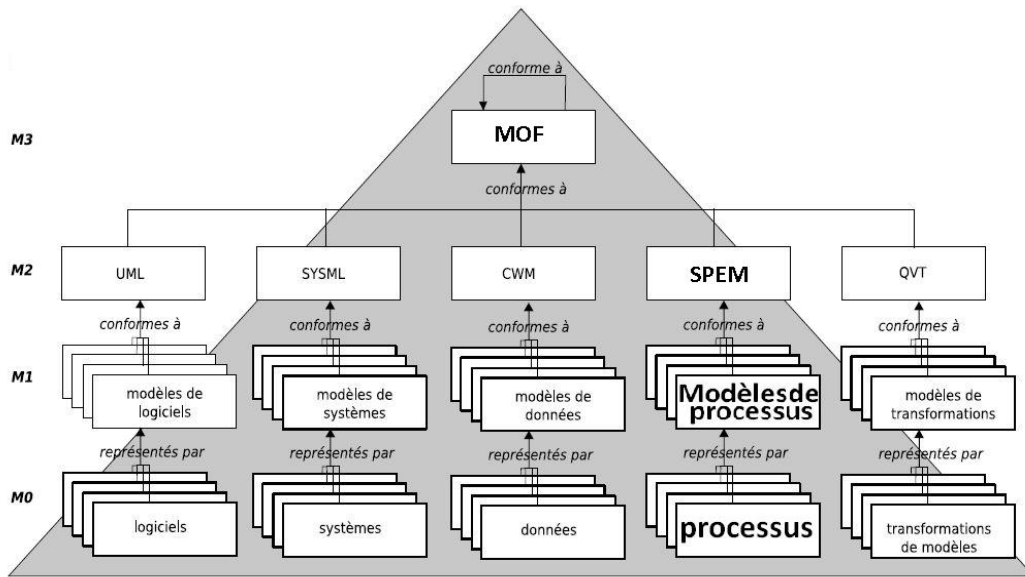 conforme à
M3
MOF
conformes à
M2
UML
SYSML
CWM
SPEM
QVT
conformes à
conformes à
conformes à
conformes à
conformes à
M1
modèles de
logiciels
modèles de
systèmes
modèles de
données
Modèlesde
processus
modèles de
transformations
représentés par
représentés par
représentés par
représentés par
représentés par
M0
logiciels
systèmes
données
processus
transformations
de modèles